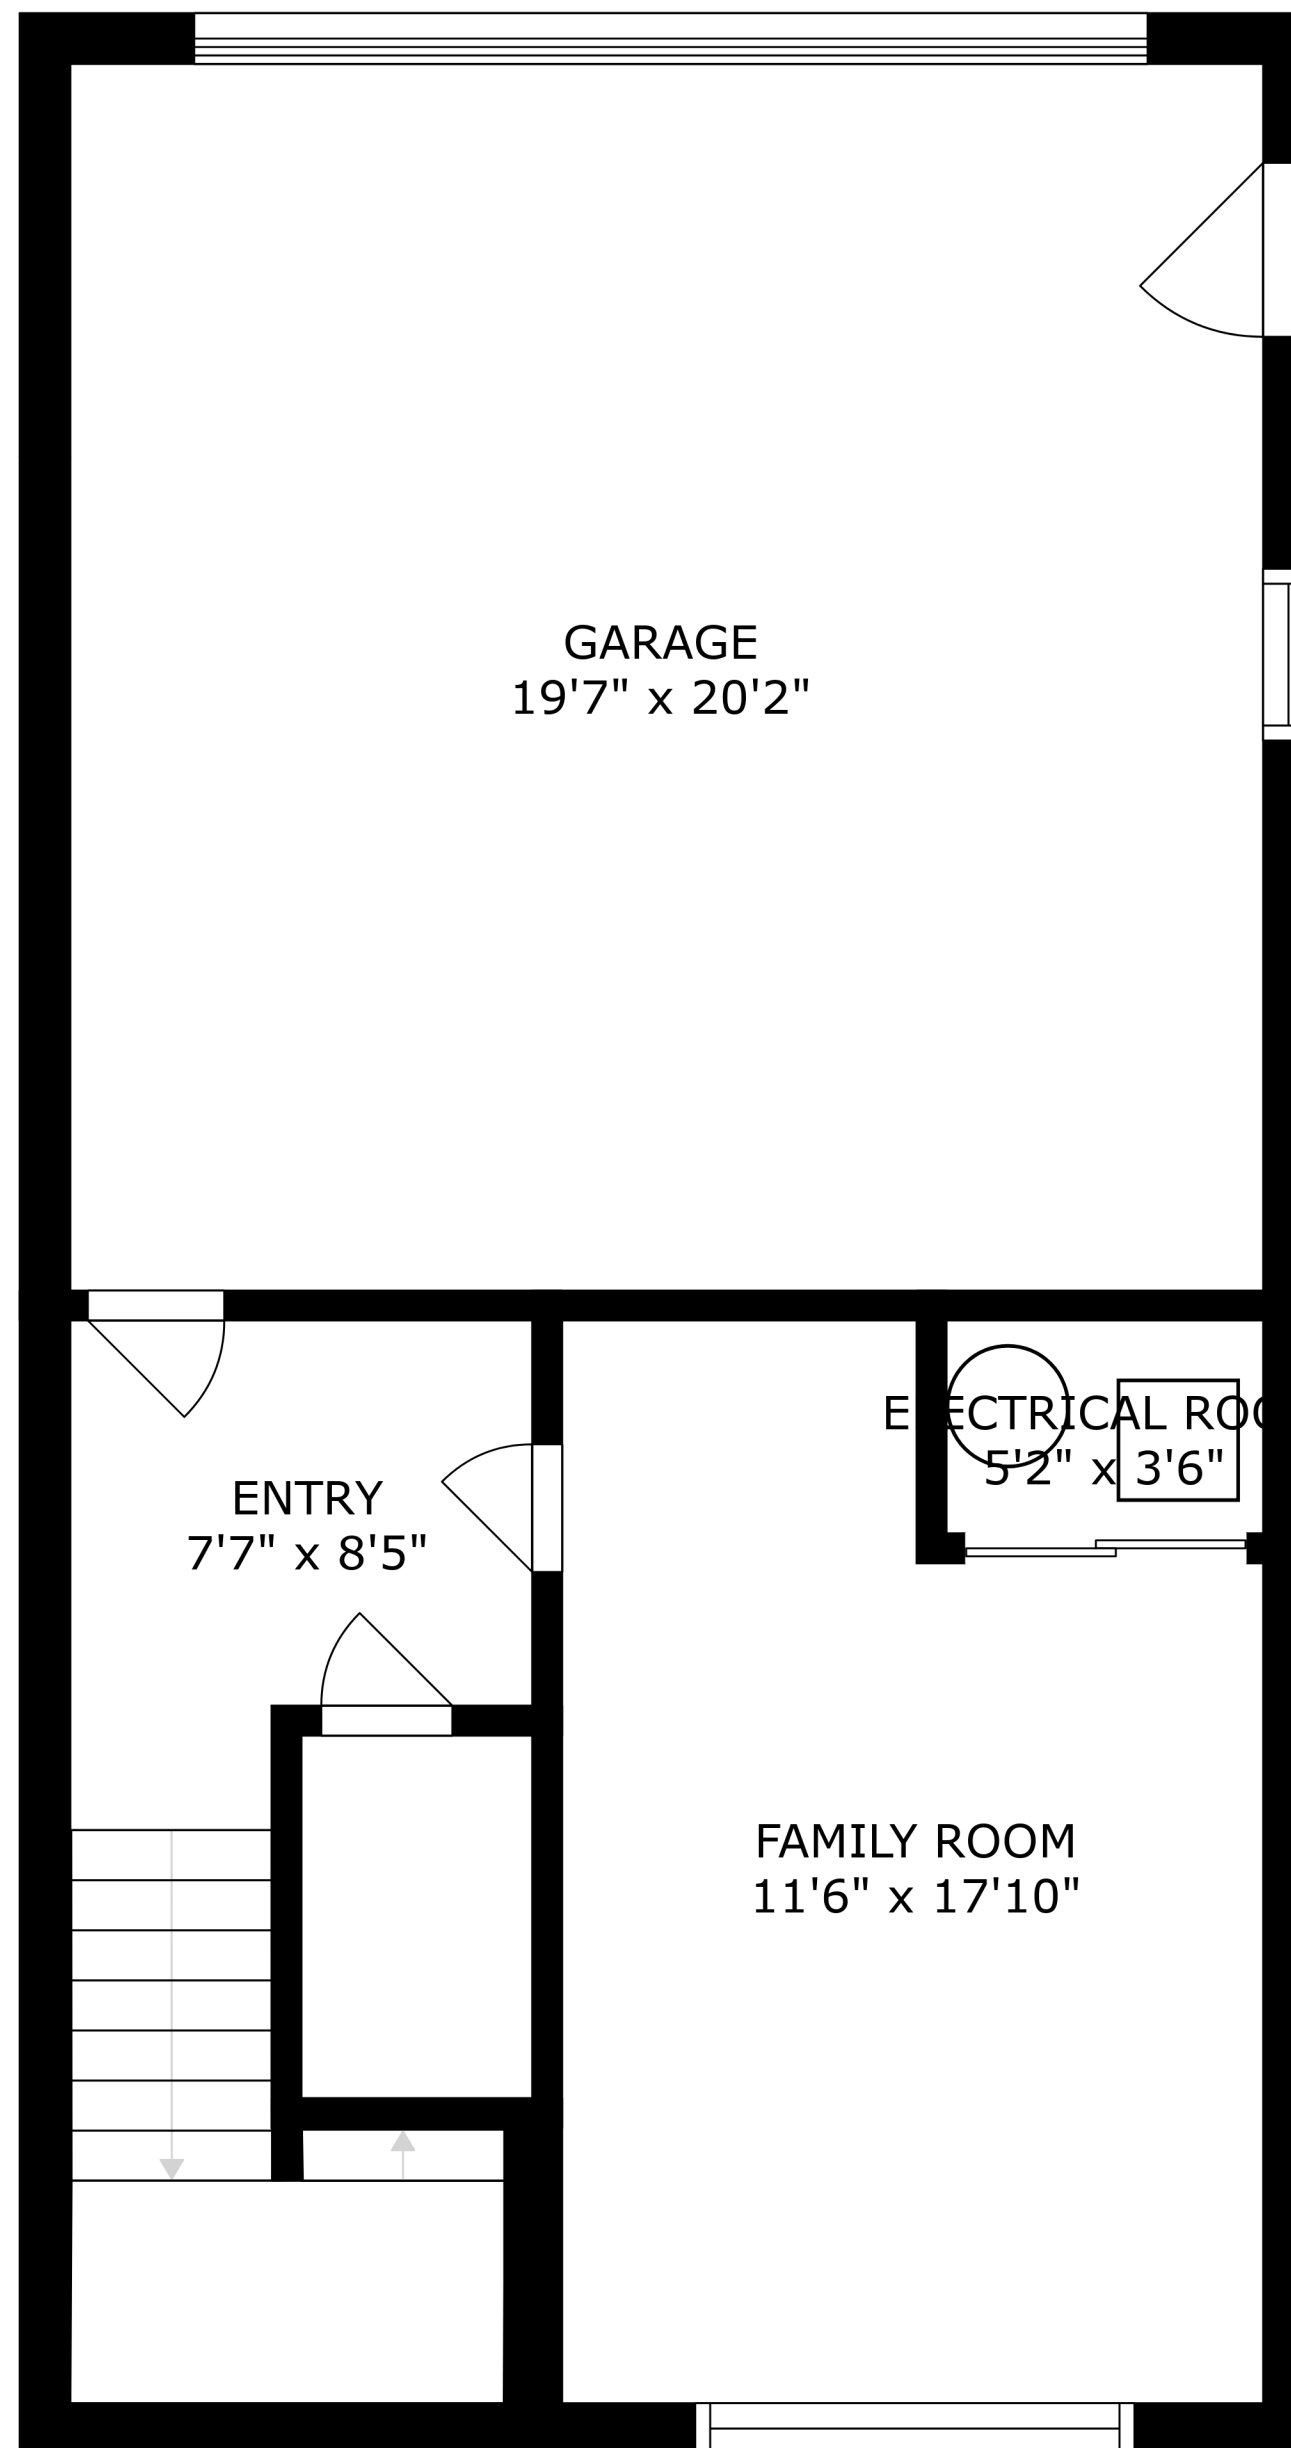 GARAGE
19'7" x 20'2"
ELECTRICAL
5'2" x 3'6"
ENTRY
7'7" x 8'5"
FAMILY ROOM
11'6" x 17'10"